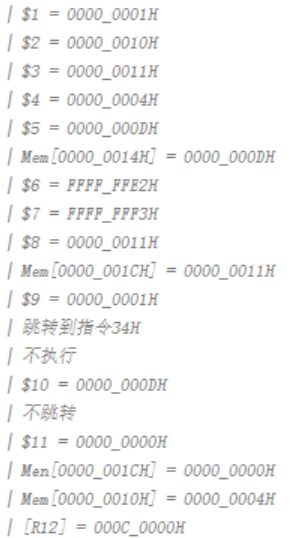 | $1 = 0000_0001H
| $2 = 0000_0010H
| $3 = 0000_0011H
| $4 = 0000_0004H
| $5 = 0000_000DH
| Mem[0000_0014H] = 0000_000DH
| $6 = FFFF_FFE2H
| $7 = FFFF_FFF3H
| $8 = 0000_0011H
| Mem[0000_001CH] = 0000_0011H
| $9 = 0000_0001H
| 跳转到指令34H
| 不执行
| $10 = 0000_000DH
| 不跳转
| $11 = 0000_0000H
| Men[0000_001CH] = 0000_0000H
| Mem[0000_0010H] = 0000_0004H
| [R12] = 000C_0000H